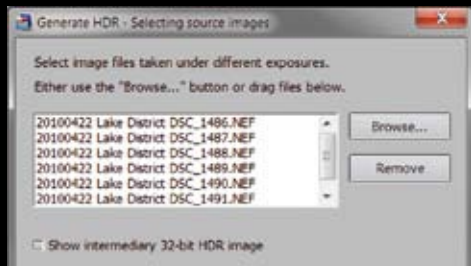 Generate HDR - Selecting source images
Select image files taken under different exposures.
Either use the "Browse..." button or drag files below.
20100422 Lake District DSC_1486.NEF
20100422 Lake District DSC_1487.NEF
20100422 Lake District DSC_1488.NEF
20100422 Lake District DSC_1489.NEF
20100422 Lake District DSC_1490.NEF
20100422 Lake District DSC_1491.NEF
Browse...
Remove
Show intermediary 32-bit HDR image